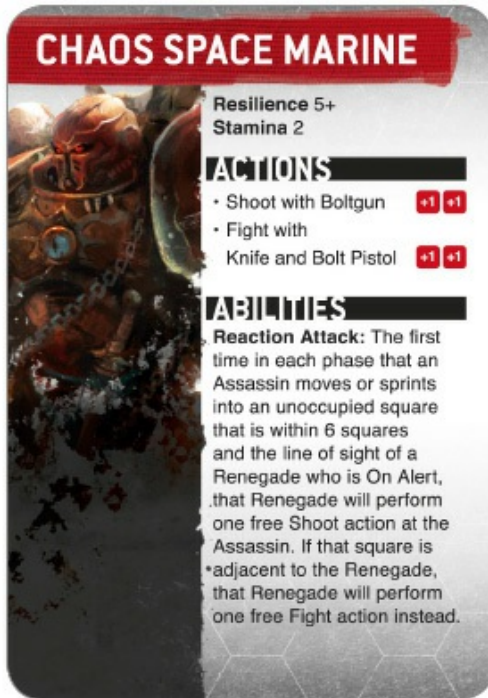 CHAOS SPACE MARINE
Resilience 5+
Stamina 2
ACTIONS
• Shoot with Boltgun +1 +1
• Fight with
Knife and Bolt Pistol +1 +1
ABILITIES
Reaction Attack: The first
time in each phase that an
Assassin moves or sprints
into an unoccupied square
that is within 6 squares
and the line of sight of a
Renegade who is On Alert,
that Renegade will perform
one free Shoot action at the
Assassin. If that square is
adjacent to the Renegade,
that Renegade will perform
one free Fight action instead.